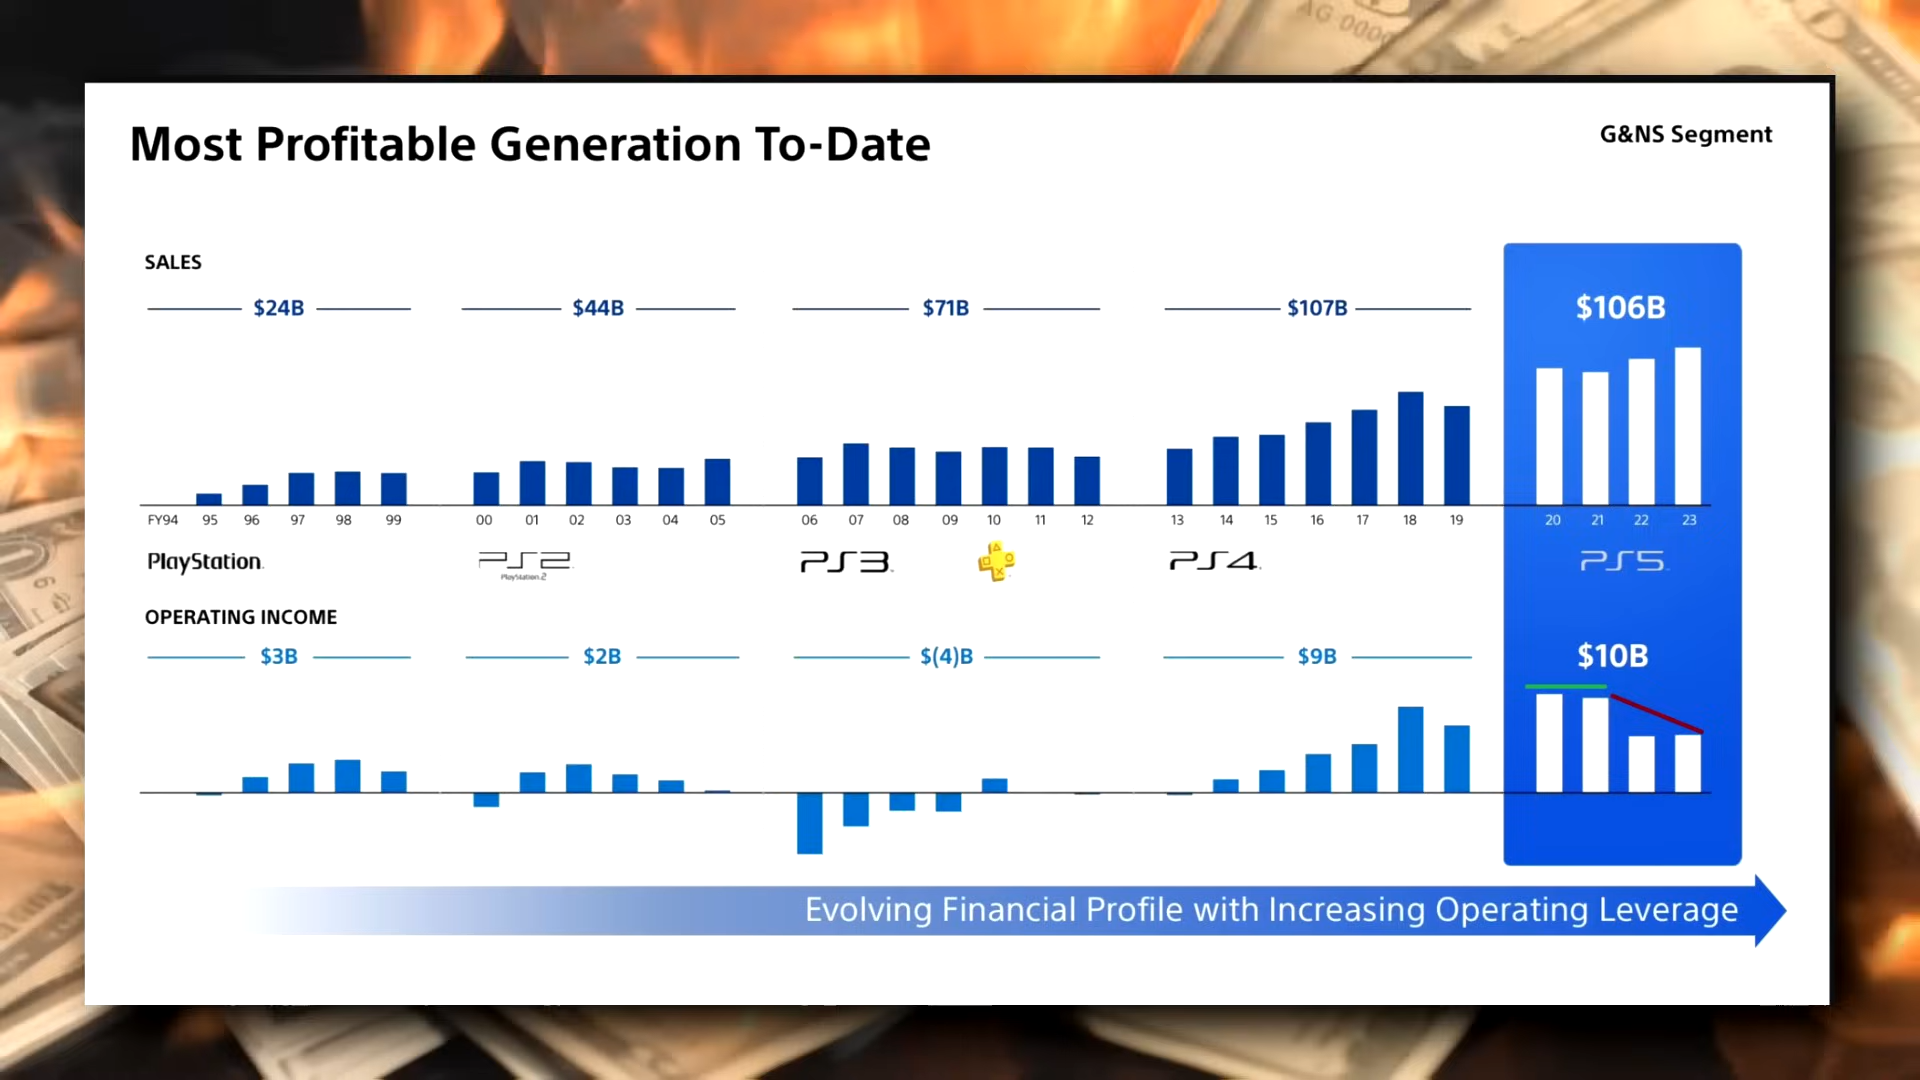 Most Profitable Generation To-Date
G&NS Segment
SALES
$24B
$44B
$71B
$107B
$106B
FY94 95 96 97 98 99 00 01 02 03 04 05 06 07 08 09 10 11 12 13 14 15 16 17 18 19 20 21 22 23
PlayStation.
PS2
PlayStation.2
PS3
PS4
PS5
OPERATING INCOME
$3B
$2B
$(4)B
$9B
$10B
Evolving Financial Profile with Increasing Operating Leverage